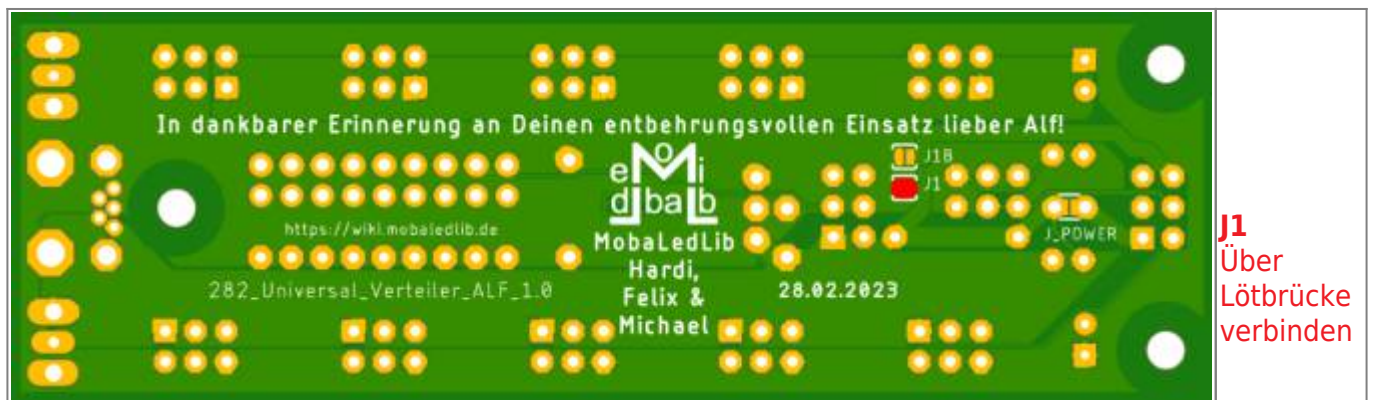 In dankbarer Erinnerung an Deinen entbehrungsvollen Einsatz lieber Alf!
J1B
J1
J_POWER
https://wiki.mobaledlib.de
MobaLedLib
Hardi,
Felix &
Michael
282_Universal_Verteiler_ALF_1.0
28.02.2023
J1
Über
Lötbrücke
verbinden